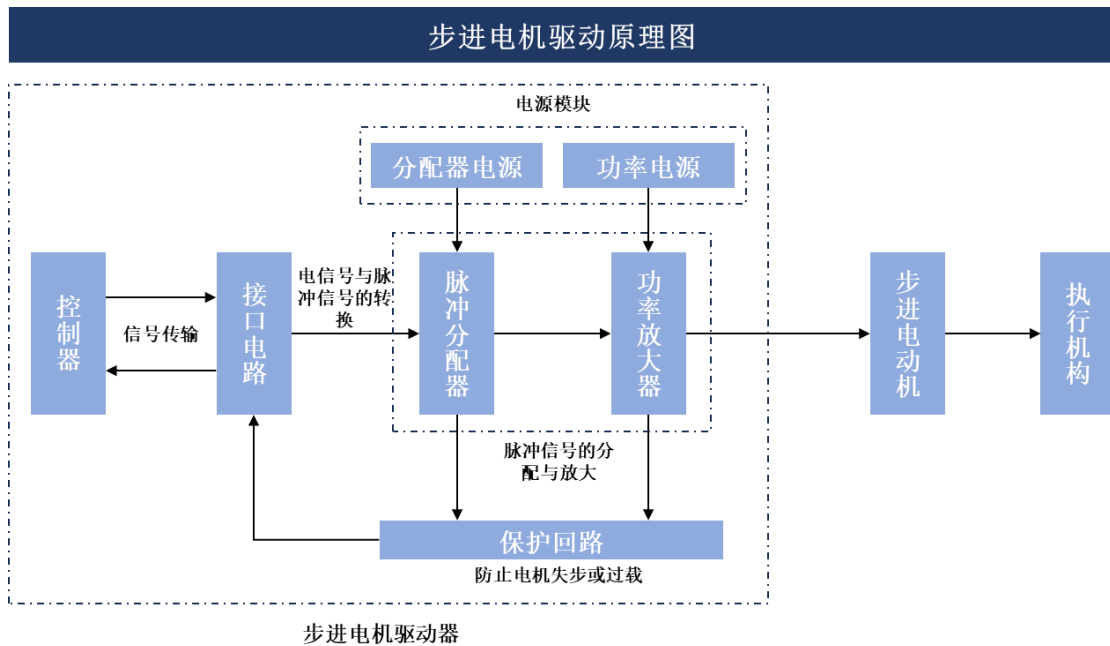 步进电机驱动原理图
电源模块
分配器电源
功率电源
控制器
信号传输
接口电路
电信号与脉
冲信号的转
换
脉冲分配器
功率放大器
步进电动机
执行机构
脉冲信号的分
配与放大
保护回路
防止电机失步或过载
步进电机驱动器